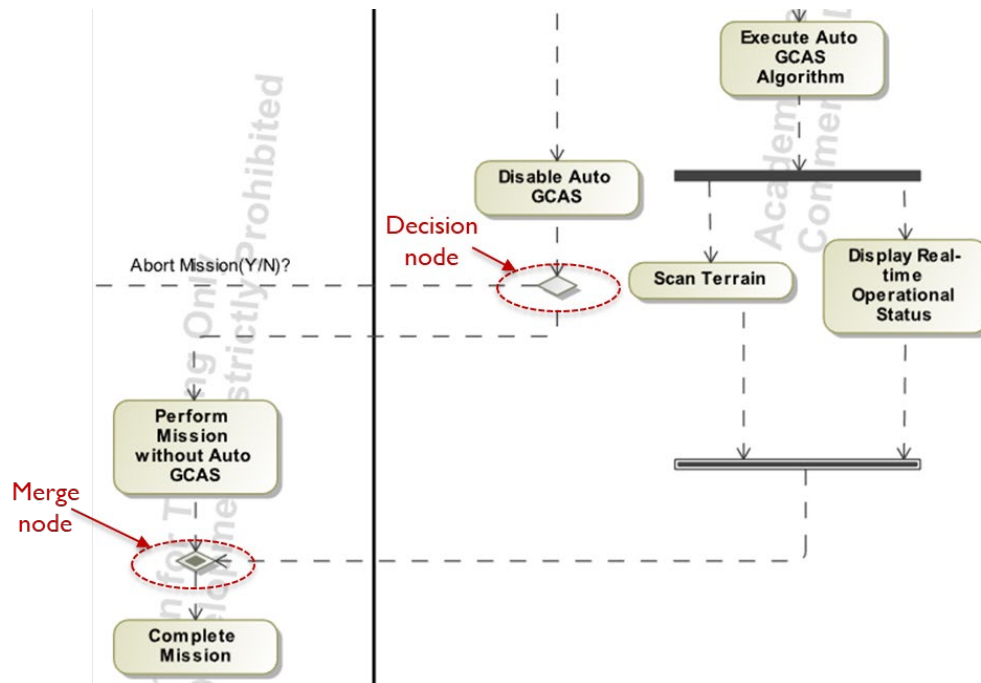 Execute Auto
GCAS
Algorithm
Disable Auto
GCAS
Decision
node
Abort Mission(Y/N)?
Scan Terrain
Display Real-
time
Operational
Status
Perform
Mission
without Auto
GCAS
Merge
node
Complete
Mission
Only
strictly Prohibited